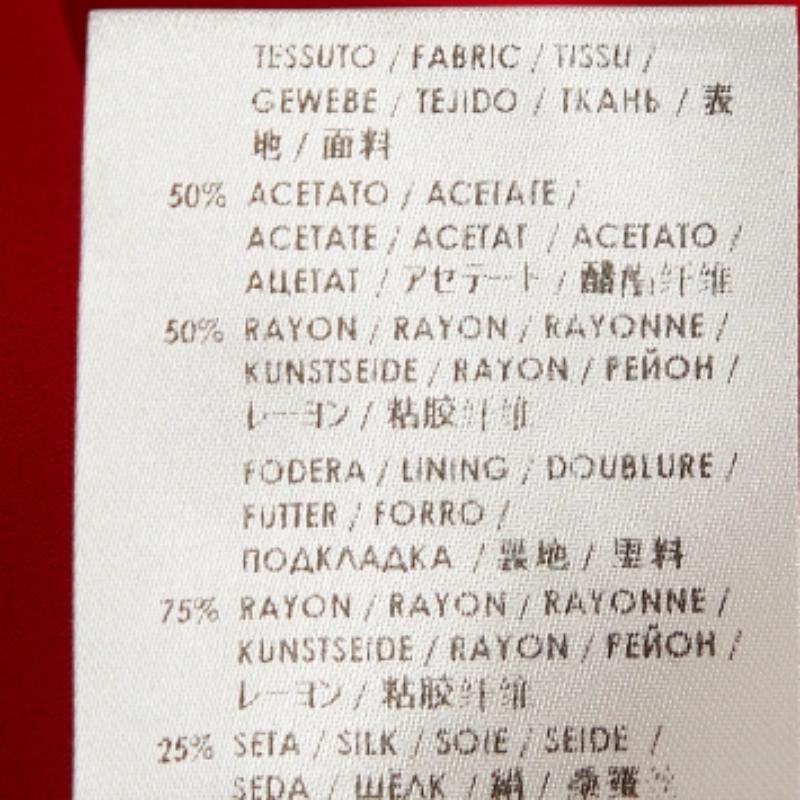 TESSUTO / FABRIC / TISSU /
GEWEBE / TEJIDO / ТКАНЬ / 表
地 / 面料
50% ACETATO / ACETATE /
ACETATE / ACETAT / ACETATO /
АЦЕТАТ / アセテート / 醋酯纤维
50% RAYON / RAYON / RAYONNE /
KUNSTSEIDE / RAYON / РЕЙОН /
レーヨン / 粘胶纤维
FODERA / LINING / DOUBLURE /
FUTTER / FORRO /
ПОДКЛАДКА / 裏地 / 里料
75% RAYON / RAYON / RAYONNE /
KUNSTSEIDE / RAYON / РЕЙОН /
レーヨン / 粘胶纤维
25% SETA / SILK / SOIE / SEIDE /
SEDA / ШЁЛК / 絹 /